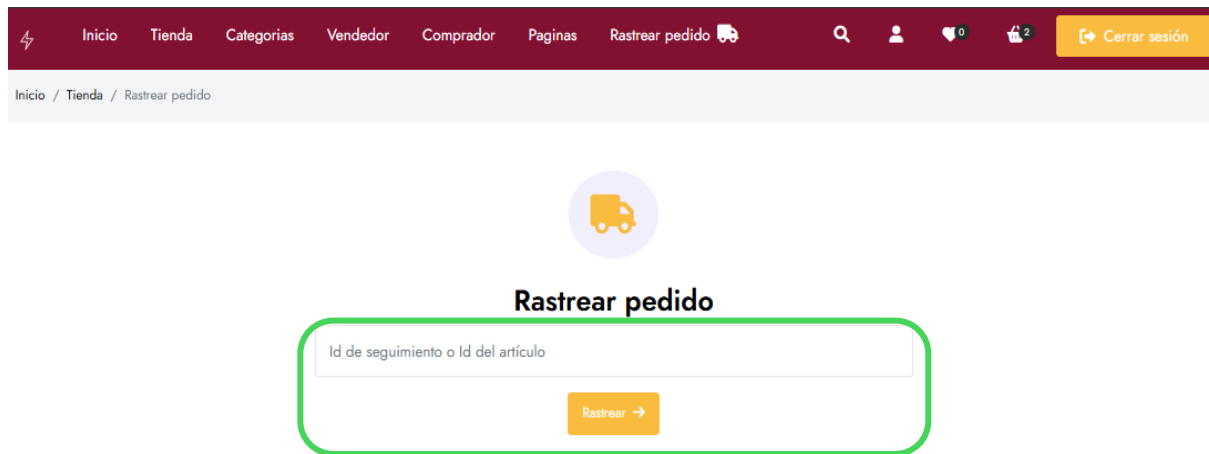 Inicio Tienda Categorias Vendedor Comprador Paginas Rastrear pedido 0 2 Cerrar sesión
Inicio / Tienda / Rastrear pedido
Rastrear pedido
Id de seguimiento o Id del artículo
Rastrear →